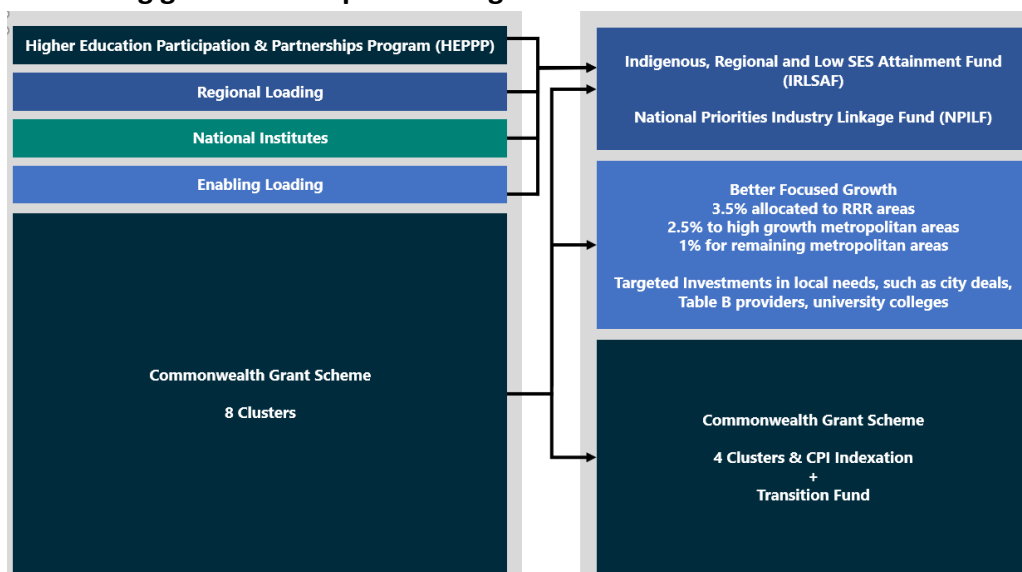 Higher Education Participation & Partnerships Program (HEPPP)
Regional Loading
National Institutes
Enabling Loading
Commonwealth Grant Scheme
8 Clusters
Indigenous, Regional and Low SES Attainment Fund
(IRLSAF)
National Priorities Industry Linkage Fund (NPILF)
Better Focused Growth
3.5% allocated to RRR areas
2.5% to high growth metropolitan areas
1% for remaining metropolitan areas
Targeted Investments in local needs, such as city deals,
Table B providers, university colleges
Commonwealth Grant Scheme
4 Clusters & CPI Indexation
+
Transition Fund